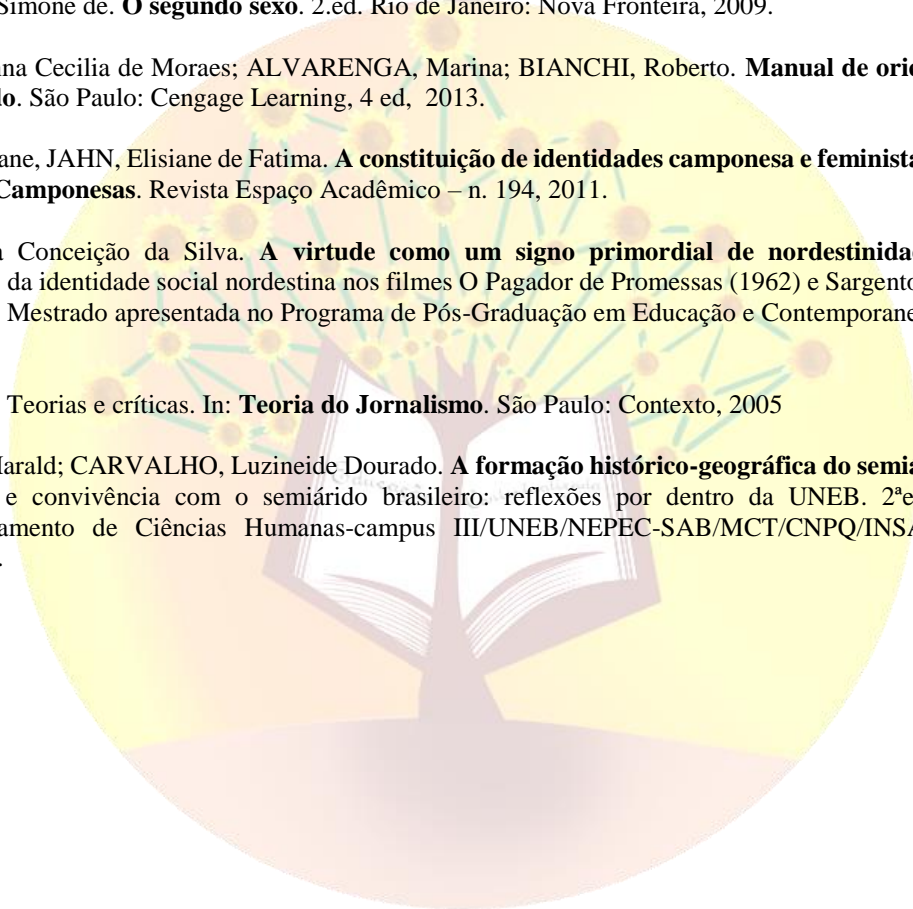 Simone de. O segundo sexo. 2.ed. Rio de Janeiro: Nova Fronteira, 2009.
nna Cecilia de Moraes; ALVARENGA, Marina; BIANCHI, Roberto. Manual de orie
do. São Paulo: Cengage Learning, 4 ed, 2013.
ane, JAHN, Elisiane de Fatima. A constituição de identidades camponesa e feminista
Camponesas. Revista Espaço Acadêmico – n. 194, 2011.
a Conceição da Silva. A virtude como um signo primordial de nordestinidad
da identidade social nordestina nos filmes O Pagador de Promessas (1962) e Sargento
Mestrado apresentada no Programa de Pós-Graduação em Educação e Contemporane
Teorias e críticas. In: Teoria do Jornalismo. São Paulo: Contexto, 2005
Harald; CARVALHO, Luzineide Dourado. A formação histórico-geográfica do semia
e convivência com o semiárido brasileiro: reflexões por dentro da UNEB. 2ªe
amento de Ciências Humanas-campus III/UNEB/NEPEC-SAB/MCT/CNPQ/INSA
.